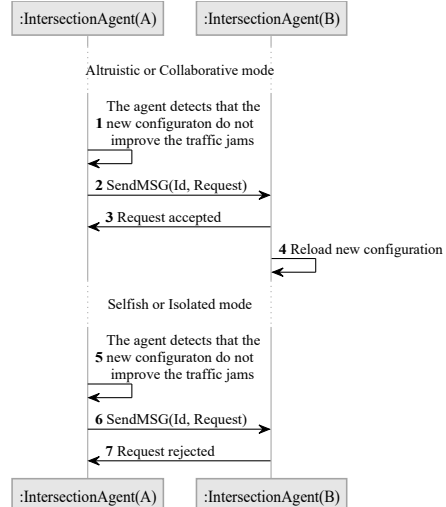 :IntersectionAgent(A) :IntersectionAgent(B)
Altruistic or Collaborative mode
The agent detects that the
1 new configuraton do not
improve the traffic jams
2 SendMSG(Id, Request)
3 Request accepted
4 Reload new configuration
Selfish or Isolated mode
The agent detects that the
5 new configuraton do not
improve the traffic jams
6 SendMSG(Id, Request)
7 Request rejected
:IntersectionAgent(A) :IntersectionAgent(B)